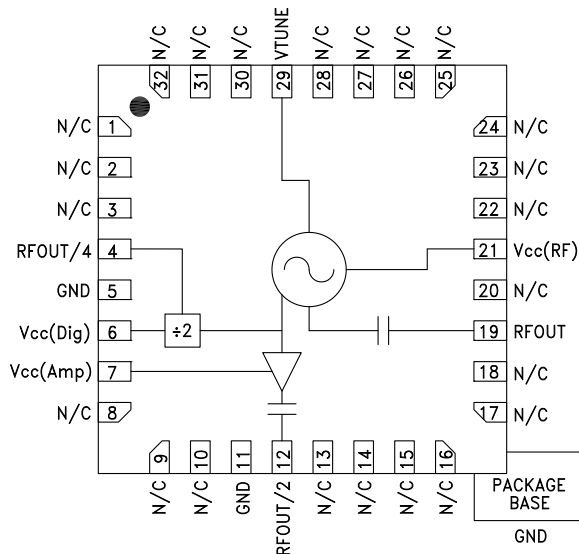 N/C N/C N/C VTUNE N/C N/C N/C N/C
32 31 30 29 28 27 26 25
N/C 1
N/C 2
N/C 3
RFOUT/4 4
GND 5
Vcc(Dig) 6
Vcc(Amp) 7
N/C 8
÷2
24 N/C
23 N/C
22 N/C
21 Vcc(RF)
20 N/C
19 RFOUT
18 N/C
17 N/C
9 10 11 12 13 14 15 16
N/C N/C GND RFOUT/2 N/C N/C N/C N/C
PACKAGE
BASE
GND